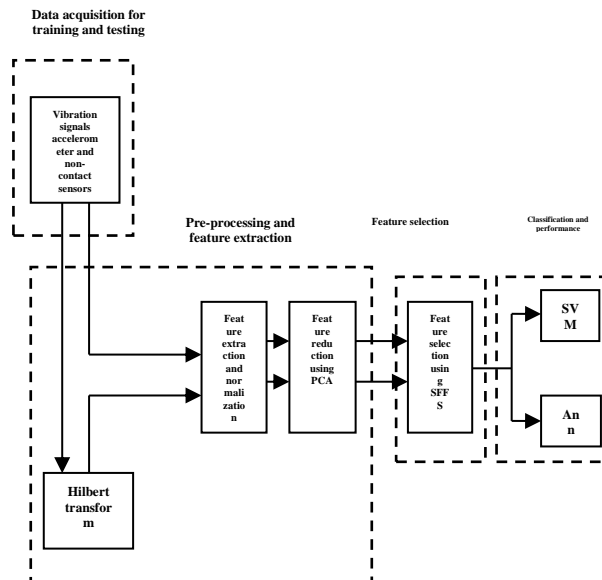 Data acquisition for
training and testing
Vibration
signals
accelerom
eter and
non-
contact
sensors
Pre-processing and
feature extraction
Feature selection
Classification and
performance
Feat
ure
extra
ction
and
nor
mali
zatio
n
Feat
ure
redu
ction
using
PCA
Feat
ure
selec
tion
usin
g
SFF
S
SV
M
An
n
Hilbert
transfor
m